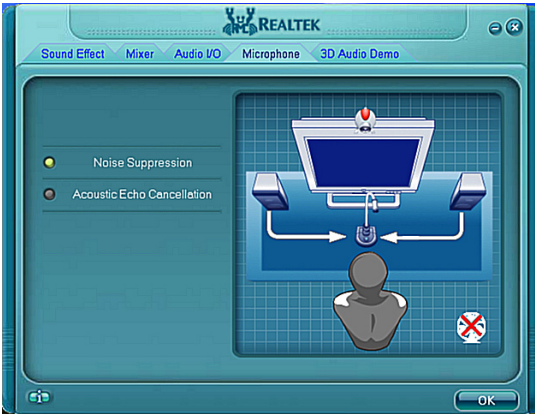 REALTEK
Sound Effect Mixer Audio I/O Microphone 3D Audio Demo
Noise Suppression
Acoustic Echo Cancellation
i
OK